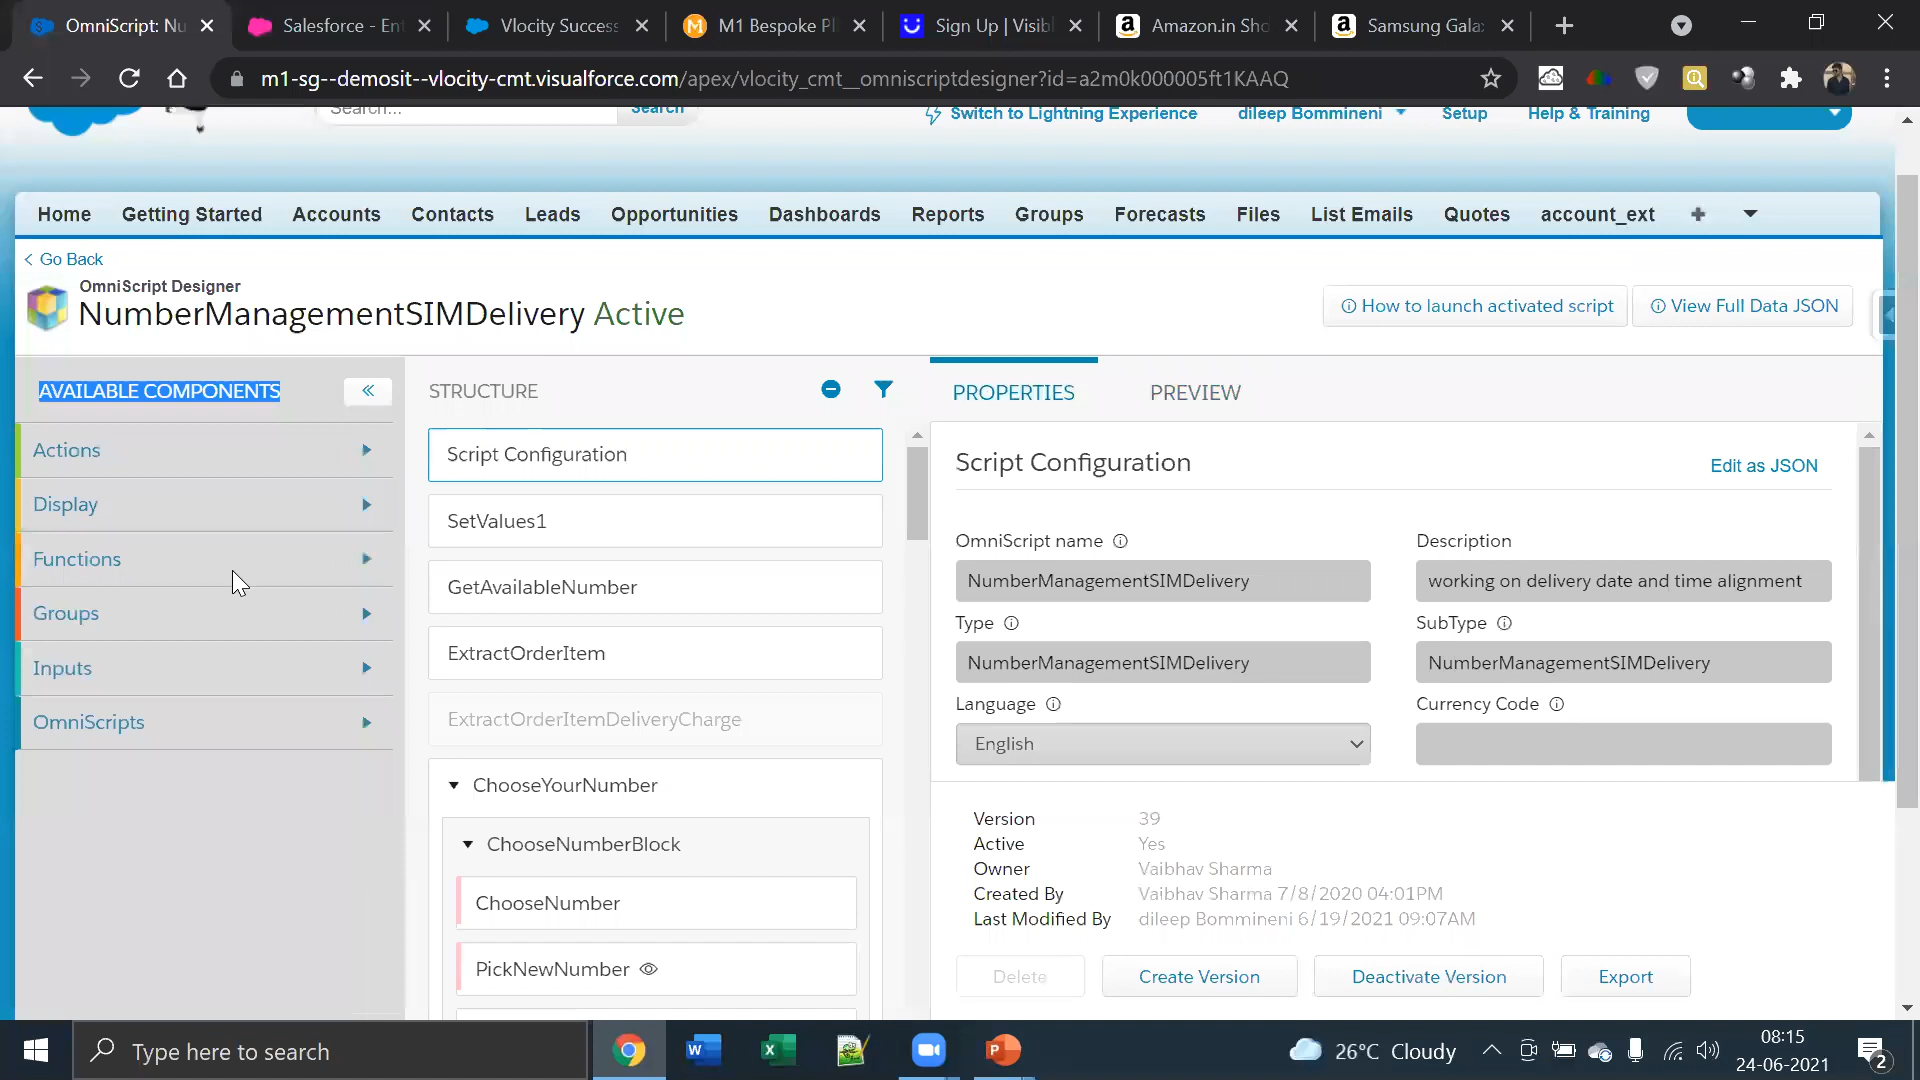 OmniScript: Nu
Salesforce - Ent
Vlocity Success
M1 Bespoke Pl
Sign Up | Visibl
Amazon.in Sho
Samsung Gala
m1-sg--demosit--vlocity-cmt.visualforce.com/apex/vlocity_cmt__omniscriptdesigner?id=a2m0k000005ft1KAAQ
Search...
Search
Switch to Lightning Experience
dileep Bommineni
Setup
Help & Training
Home
Getting Started
Accounts
Contacts
Leads
Opportunities
Dashboards
Reports
Groups
Forecasts
Files
List Emails
Quotes
account_ext
Go Back
OmniScript Designer
NumberManagementSIMDelivery Active
How to launch activated script
View Full Data JSON
AVAILABLE COMPONENTS
Actions
Display
Functions
Groups
Inputs
OmniScripts
STRUCTURE
Script Configuration
SetValues1
GetAvailableNumber
ExtractOrderItem
ExtractOrderItemDeliveryCharge
ChooseYourNumber
ChooseNumberBlock
ChooseNumber
PickNewNumber
PROPERTIES
PREVIEW
Script Configuration
Edit as JSON
OmniScript name
Description
NumberManagementSIMDelivery
working on delivery date and time alignment
Type
SubType
NumberManagementSIMDelivery
NumberManagementSIMDelivery
Language
Currency Code
English
Version 39
Active Yes
Owner Vaibhav Sharma
Created By Vaibhav Sharma 7/8/2020 04:01PM
Last Modified By dileep Bommineni 6/19/2021 09:07AM
Delete
Create Version
Deactivate Version
Export
Type here to search
26°C Cloudy
08:15
24-06-2021
2